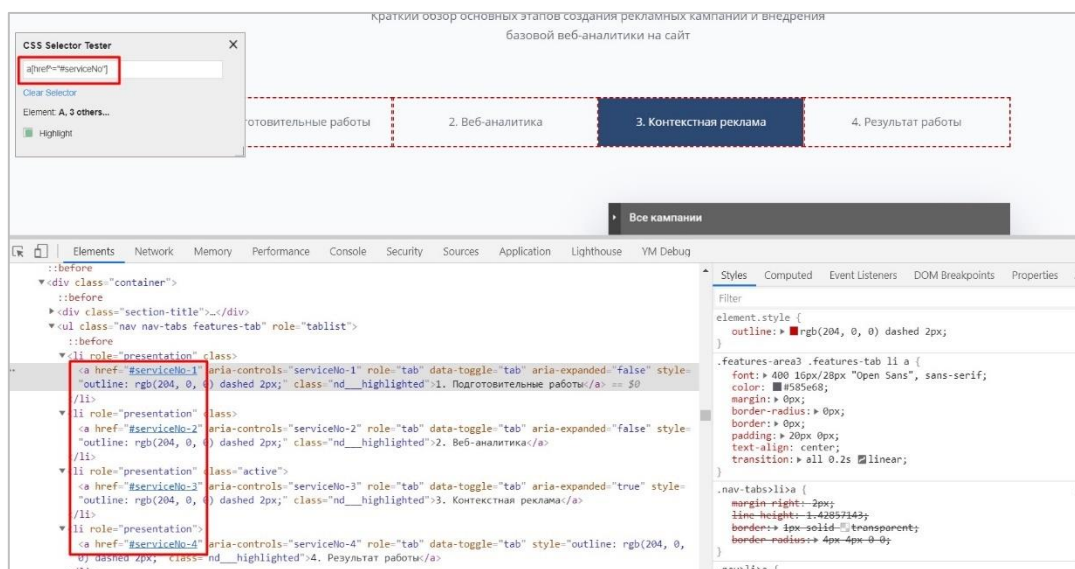 Краткий обзор основных этапов создания рекламных кампаний и внедрения
базовой веб-аналитики на сайт
CSS Selector Tester
a[href^="#serviceNo"]
Clear Selector
Element: A, 3 others...
Highlight
отовительные работы
2. Веб-аналитика
3. Контекстная реклама
4. Результат работы
Все кампании
Elements Network Memory Performance Console Security Sources Application Lighthouse YM Debug
::before
▼<div class="container">
::before
▶<div class="section-title">…</div>
▼<ul class="nav nav-tabs features-tab" role="tablist">
::before
▼<li role="presentation" class>
<a href="#serviceNo-1" aria-controls="serviceNo-1" role="tab" data-toggle="tab" aria-expanded="false" style=
"outline: rgb(204, 0, 0) dashed 2px;" class="nd___highlighted">1. Подготовительные работы</a> == $0
</li>
▼<li role="presentation" class>
<a href="#serviceNo-2" aria-controls="serviceNo-2" role="tab" data-toggle="tab" aria-expanded="false" style=
"outline: rgb(204, 0, 0) dashed 2px;" class="nd___highlighted">2. Веб-аналитика</a>
</li>
▼<li role="presentation" class="active">
<a href="#serviceNo-3" aria-controls="serviceNo-3" role="tab" data-toggle="tab" aria-expanded="true" style=
"outline: rgb(204, 0, 0) dashed 2px;" class="nd___highlighted">3. Контекстная реклама</a>
</li>
▼<li role="presentation">
<a href="#serviceNo-4" aria-controls="serviceNo-4" role="tab" data-toggle="tab" style="outline: rgb(204, 0,
0) dashed 2px;" class="nd___highlighted">4. Результат работы</a>
Styles Computed Event Listeners DOM Breakpoints Properties
Filter
element.style {
outline: ▶ rgb(204, 0, 0) dashed 2px;
}
.features-area3 .features-tab li a {
font: ▶ 400 16px/28px "Open Sans", sans-serif;
color: #585e68;
margin: ▶ 0px;
border-radius: ▶ 0px;
border: ▶ 0px;
padding: ▶ 20px 0px;
text-align: center;
transition: ▶ all 0.2s linear;
}
.nav-tabs>li>a {
margin-right: 2px;
line-height: 1.42857143;
border: ▶ 1px solid transparent;
border-radius: ▶ 4px 4px 0 0;
}